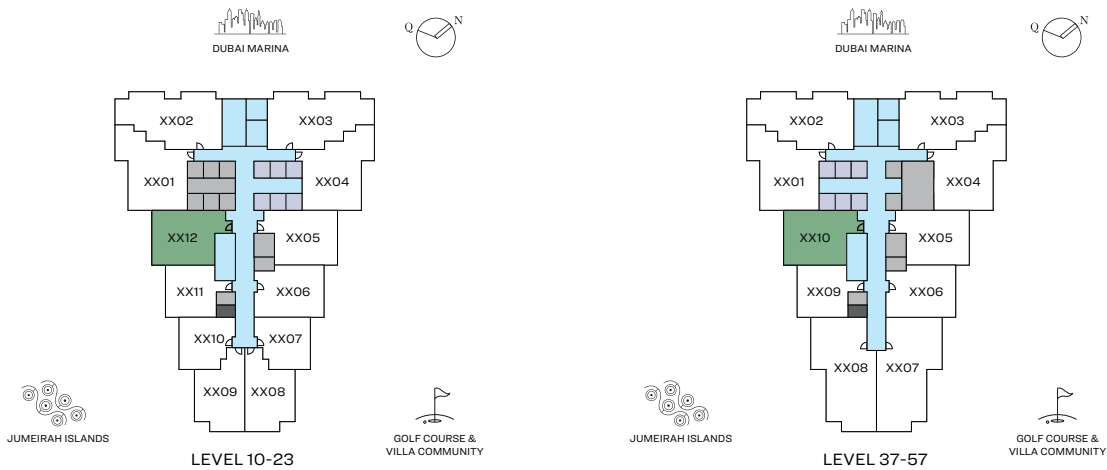 DUBAI MARINA
Q N
XX02
XX03
XX01
XX04
XX12
XX05
XX11
XX06
XX10
XX07
XX09
XX08
JUMEIRAH ISLANDS
GOLF COURSE &
VILLA COMMUNITY
LEVEL 10-23
DUBAI MARINA
Q N
XX02
XX03
XX01
XX04
XX10
XX05
XX09
XX06
XX08
XX07
JUMEIRAH ISLANDS
GOLF COURSE &
VILLA COMMUNITY
LEVEL 37-57